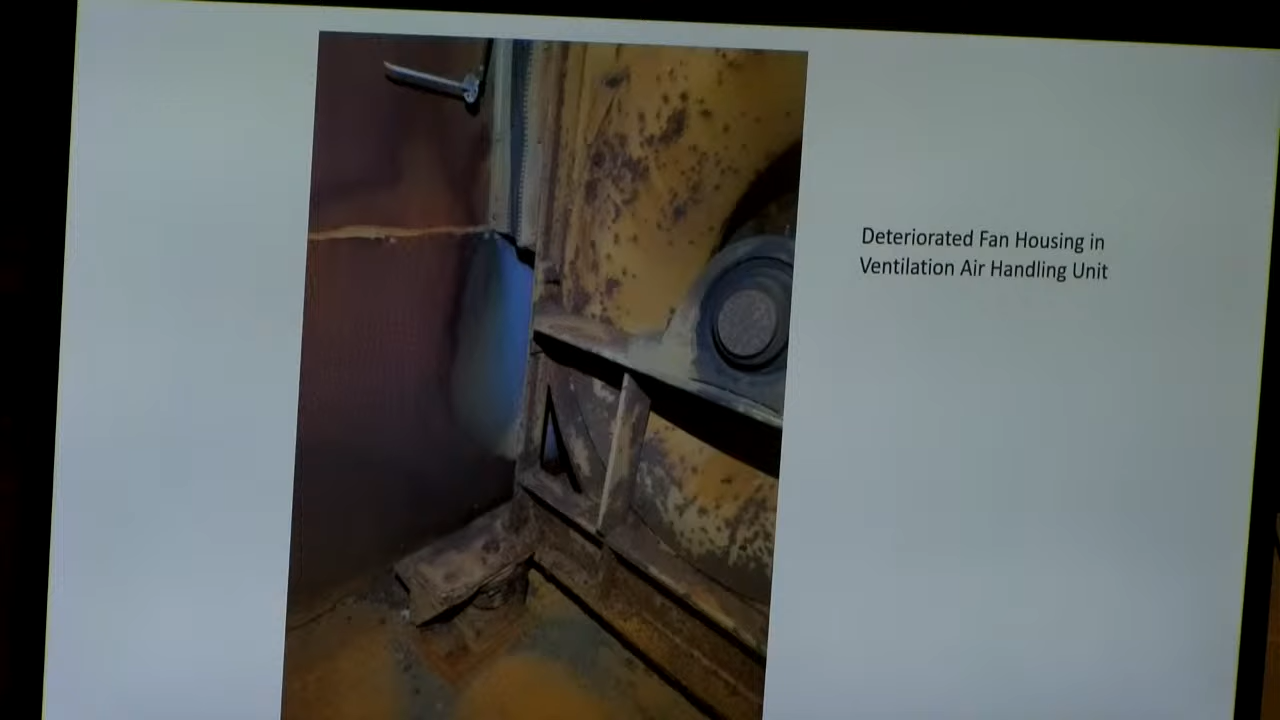 Deteriorated Fan Housing in
Ventilation Air Handling Unit